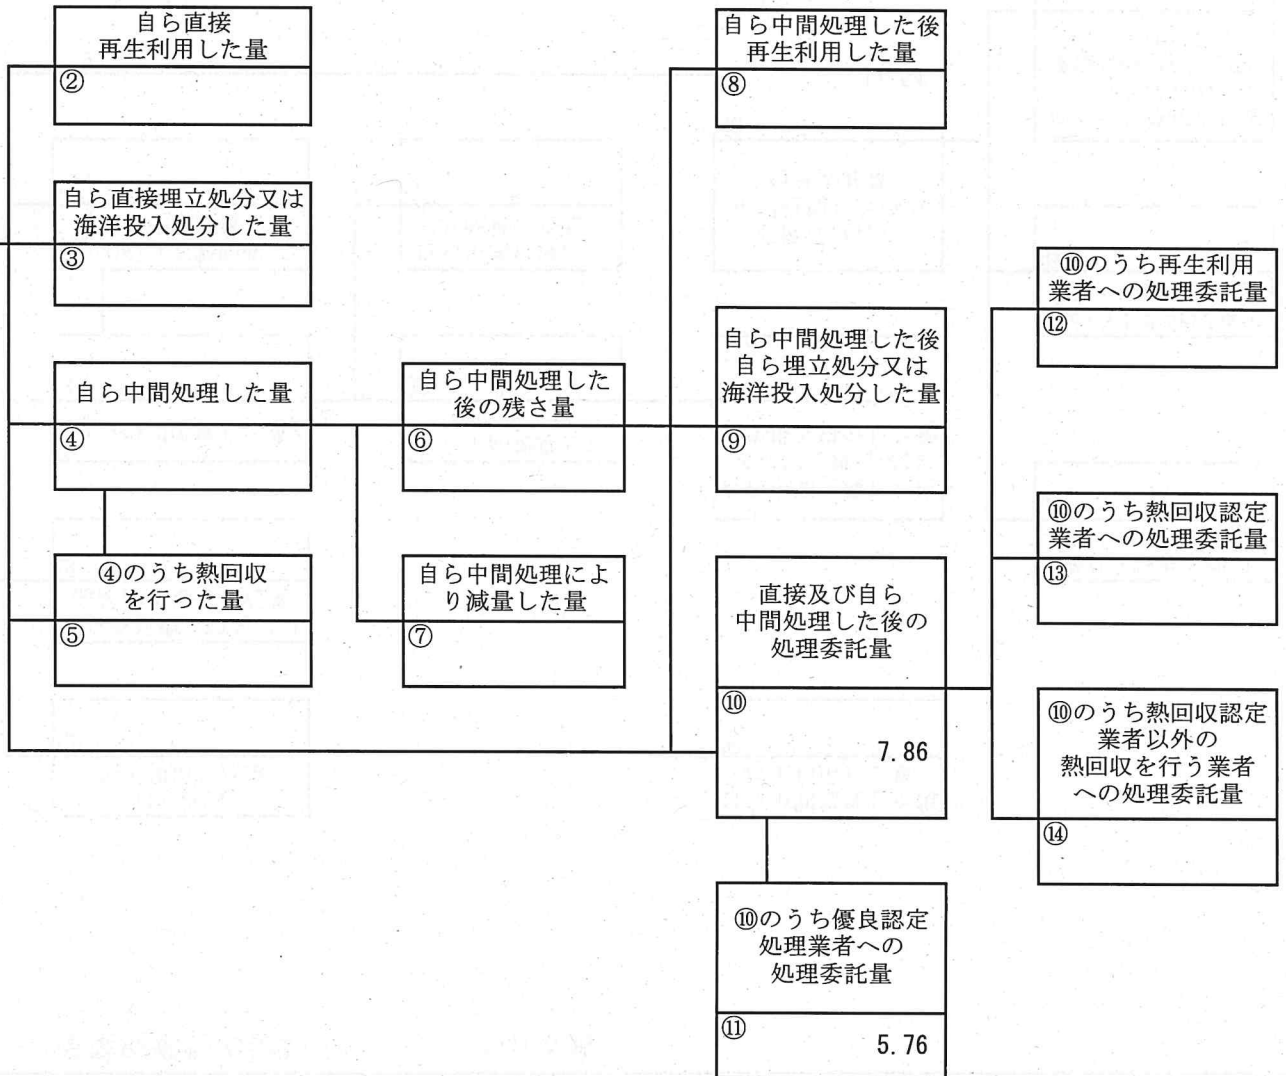 自ら直接
再生利用した量
②
自ら直接埋立処分又は
海洋投入処分した量
③
自ら中間処理した量
④
④のうち熱回収
を行った量
⑤
自ら中間処理した
後の残さ量
⑥
自ら中間処理によ
り減量した量
⑦
自ら中間処理した後
再生利用した量
⑧
自ら中間処理した後
自ら埋立処分又は
海洋投入処分した量
⑨
直接及び自ら
中間処理した後の
処理委託量
⑩
7.86
⑩のうち優良認定
処理業者への
処理委託量
⑪
5.76
⑩のうち再生利用
業者への処理委託量
⑫
⑩のうち熱回収認定
業者への処理委託量
⑬
⑩のうち熱回収認定
業者以外の
熱回収を行う業者
への処理委託量
⑭